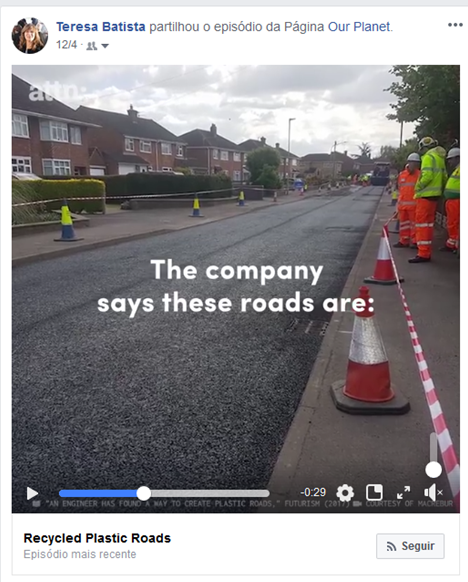 Teresa Batista partilhou o episódio da Página Our Planet.
12/4 ·
attn:
The company
says these roads are:
-0:29
"AN ENGINEER HAS FOUND A WAY TO CREATE PLASTIC ROADS," FUTURISM (2017) COURTESY OF MACREBUR
Recycled Plastic Roads
Episódio mais recente
Seguir